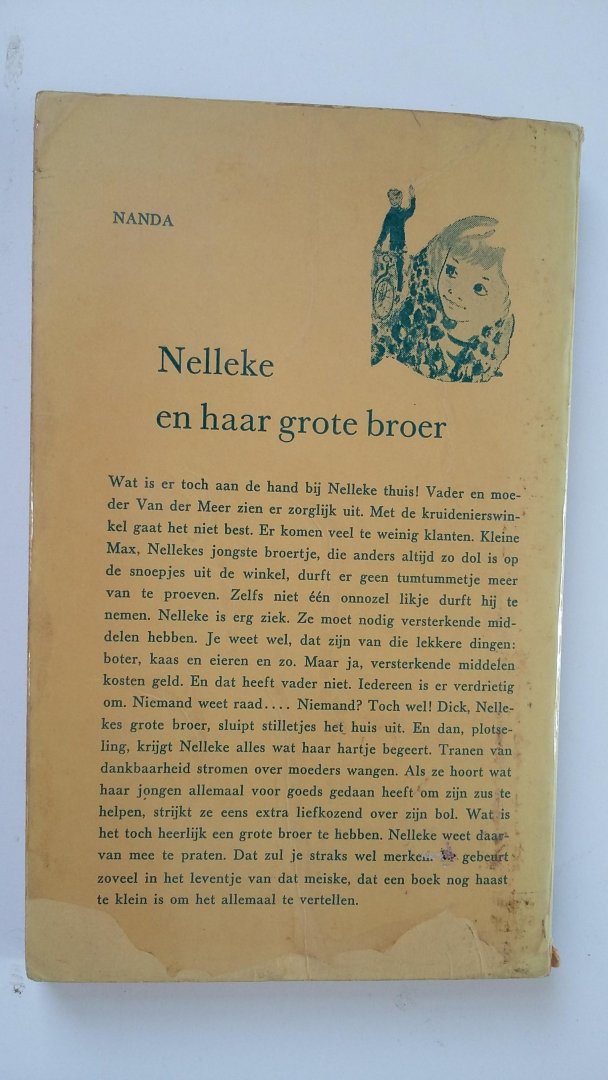 NANDA
Nelleke
en haar grote broer
Wat is er toch aan de hand bij Nelleke thuis! Vader en moe-
der Van der Meer zien er zorglijk uit. Met de kruidenierswin-
kel gaat het niet best. Er komen veel te weinig klanten. Kleine
Max, Nellekes jongste broertje, die anders altijd zo dol is op
de snoepjes uit de winkel, durft er geen tumtummetje meer
van te proeven. Zelfs niet één onnozel likje durft hij te
nemen. Nelleke is erg ziek. Ze moet nodig versterkende mid-
delen hebben. Je weet wel, dat zijn van die lekkere dingen:
boter, kaas en eieren en zo. Maar ja, versterkende middelen
kosten geld. En dat heeft vader niet. Iedereen is er verdrietig
om. Niemand weet raad.... Niemand? Toch wel! Dick, Nelle-
kes grote broer, sluipt stilletjes het huis uit. En dan, plotse-
ling, krijgt Nelleke alles wat haar hartje begeert. Tranen van
dankbaarheid stromen over moeders wangen. Als ze hoort wat
haar jongen allemaal voor goeds gedaan heeft om zijn zus te
helpen, strijkt ze eens extra liefkozend over zijn bol. Wat is
het toch heerlijk een grote broer te hebben. Nelleke weet daar-
van mee te praten. Dat zul je straks wel merken. gebeurt
zoveel in het leventje van dat meiske, dat een boek nog haast
te klein is om het allemaal te vertellen.